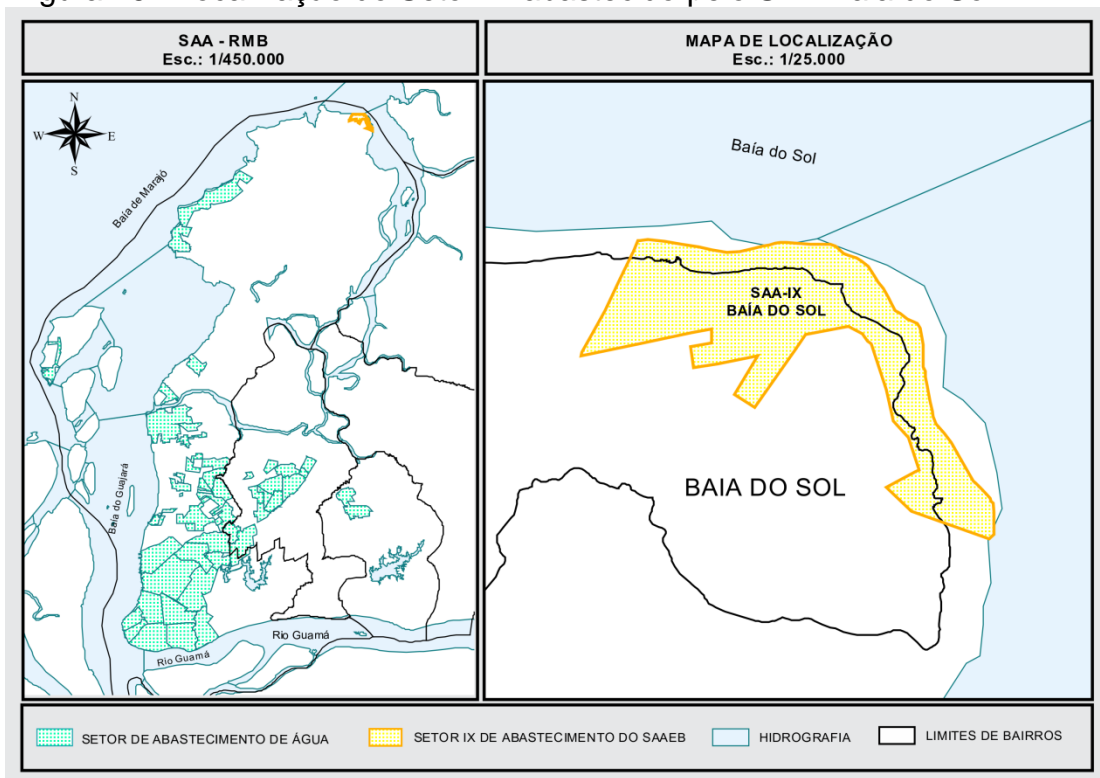 SAA - RMB
Esc.: 1/450.000
MAPA DE LOCALIZAÇÃO
Esc.: 1/25.000
N
W
E
S
Baía de Marajó
Baia do Guajará
Rio Guamá
Rio Guamá
Baía do Sol
SAA-IX
BAÍA DO SOL
BAIA DO SOL
SETOR DE ABASTECIMENTO DE ÁGUA
SETOR IX DE ABASTECIMENTO DO SAAEB
HIDROGRAFIA
LIMITES DE BAIRROS